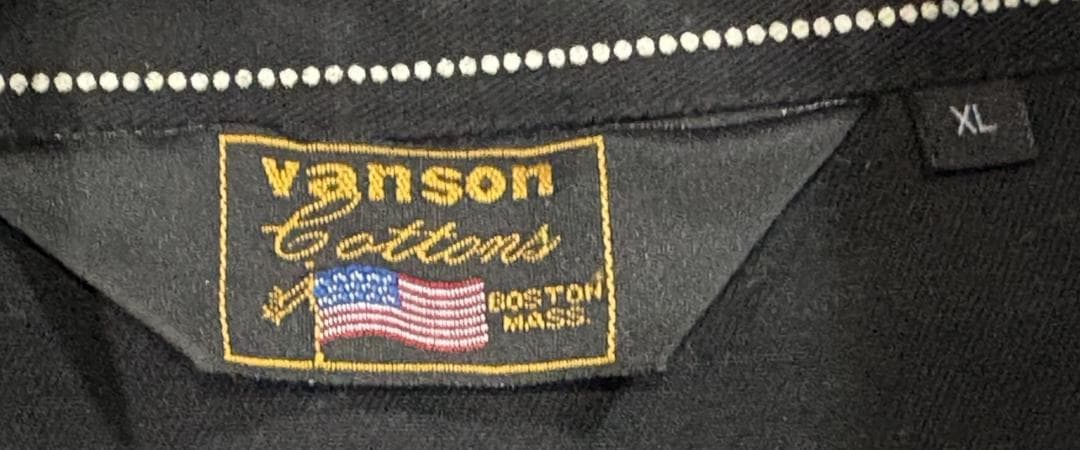 vanson
Cottons
BOSTON
MASS.
XL